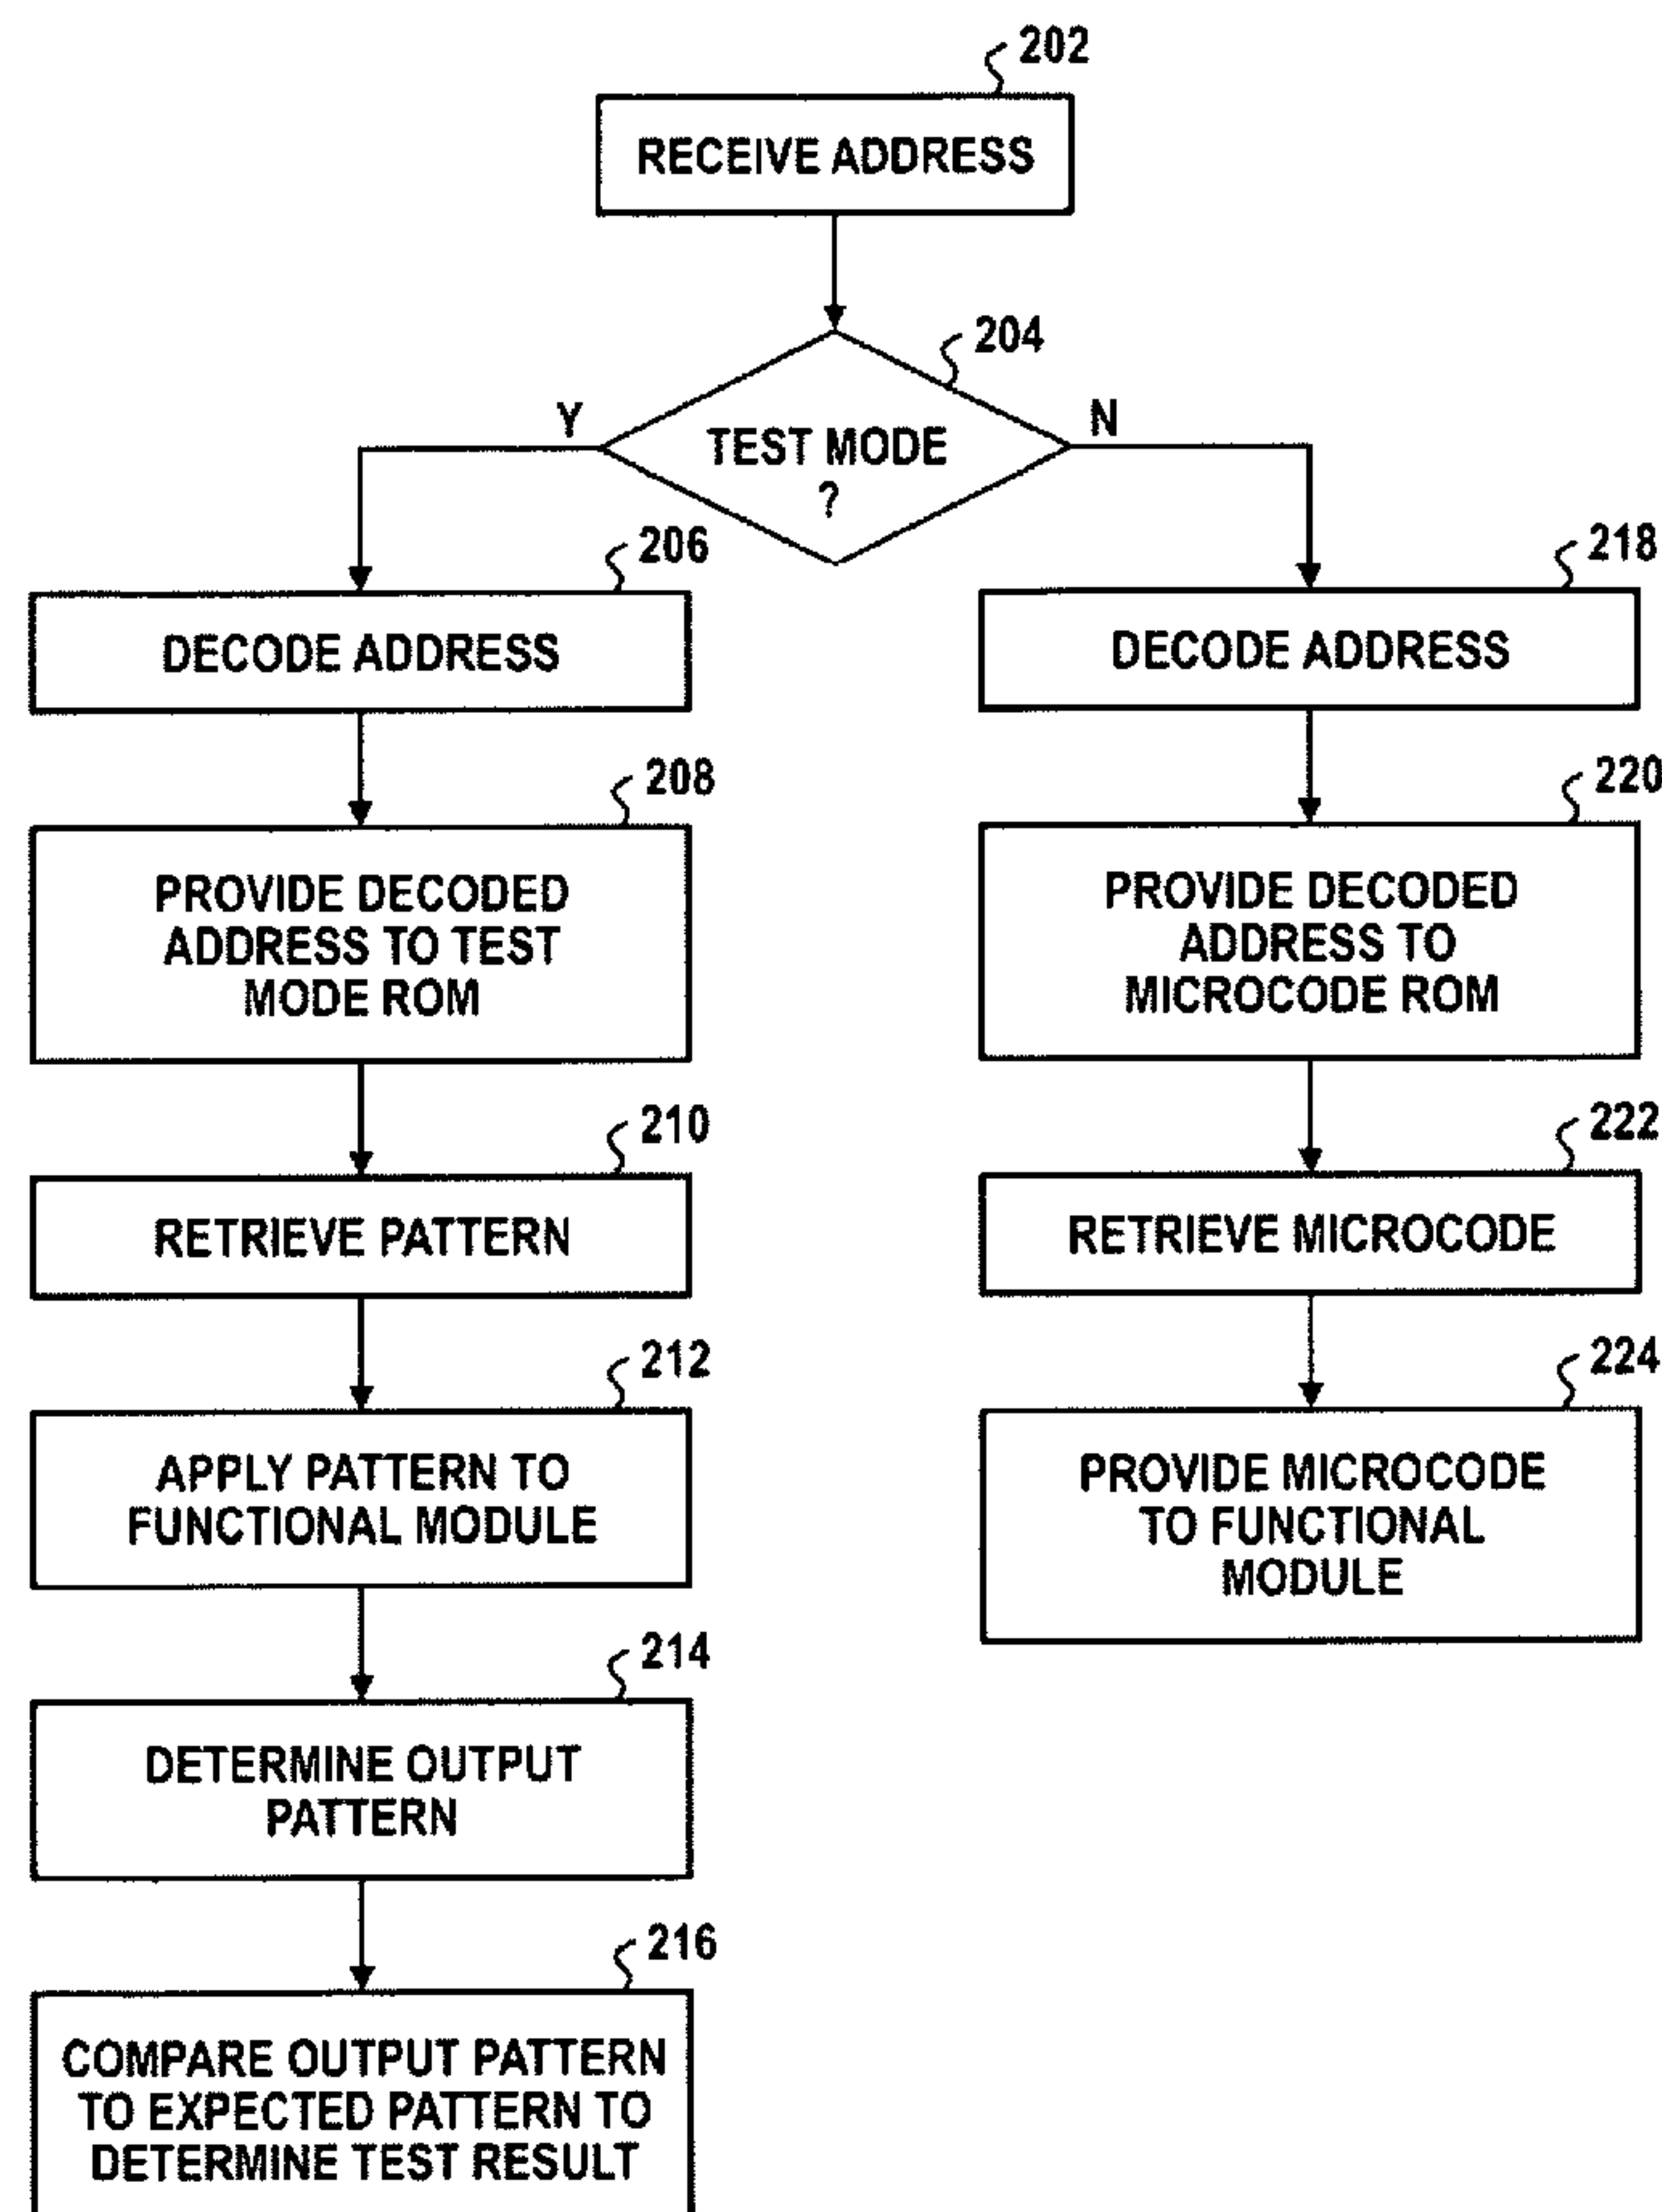 202
RECEIVE ADDRESS
204
Y
TEST MODE
?
N
206
DECODE ADDRESS
208
PROVIDE DECODED
ADDRESS TO TEST
MODE ROM
210
RETRIEVE PATTERN
212
APPLY PATTERN TO
FUNCTIONAL MODULE
214
DETERMINE OUTPUT
PATTERN
216
COMPARE OUTPUT PATTERN
TO EXPECTED PATTERN TO
DETERMINE TEST RESULT
218
DECODE ADDRESS
220
PROVIDE DECODED
ADDRESS TO
MICROCODE ROM
222
RETRIEVE MICROCODE
224
PROVIDE MICROCODE
TO FUNCTIONAL
MODULE